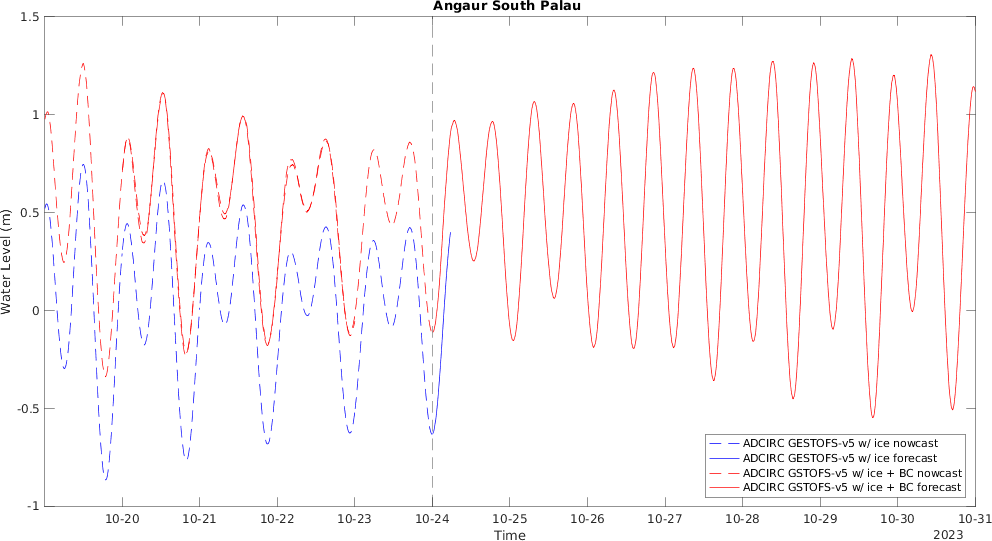 Angaur South Palau
1.5
1
0.5
0
-0.5
-1
Water Level (m)
ADCIRC GESTOFS-v5 w/ ice nowcast
ADCIRC GESTOFS-v5 w/ ice forecast
ADCIRC GSTOFS-v5 w/ ice + BC nowcast
ADCIRC GSTOFS-v5 w/ ice + BC forecast
10-20 10-21 10-22 10-23 10-24 10-25 10-26 10-27 10-28 10-29 10-30 10-31
Time
2023